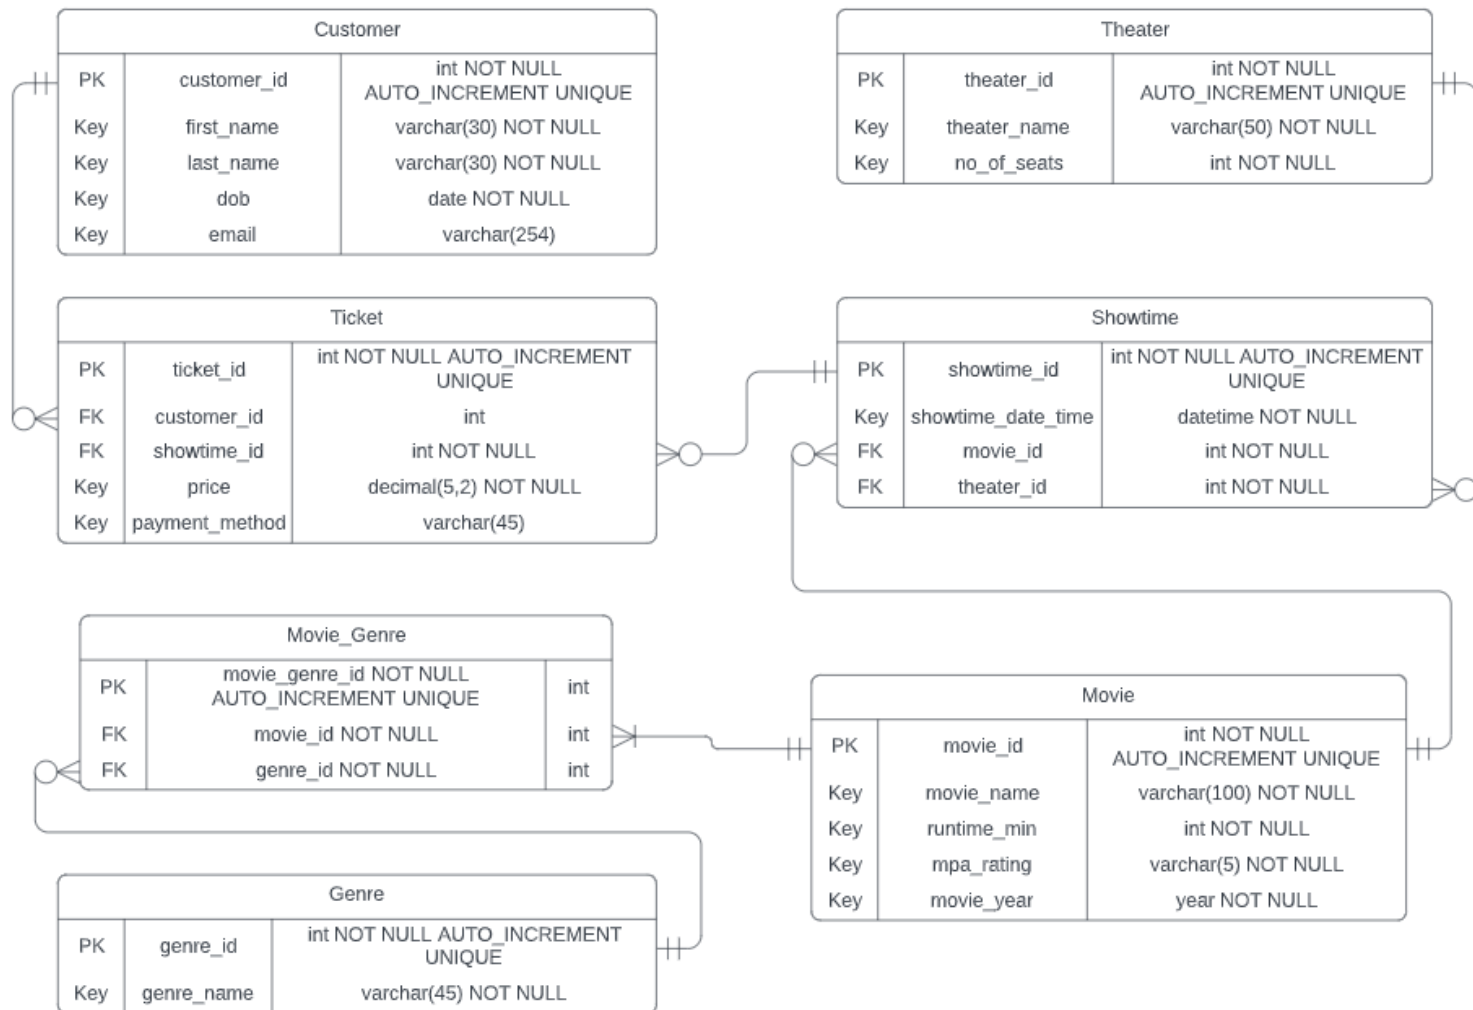 Customer
PK customer_id int NOT NULL
AUTO_INCREMENT UNIQUE
Key first_name varchar(30) NOT NULL
Key last_name varchar(30) NOT NULL
Key dob date NOT NULL
Key email varchar(254)
Theater
PK theater_id int NOT NULL
AUTO_INCREMENT UNIQUE
Key theater_name varchar(50) NOT NULL
Key no_of_seats int NOT NULL
Ticket
PK ticket_id int NOT NULL AUTO_INCREMENT
UNIQUE
FK customer_id int
FK showtime_id int NOT NULL
Key price decimal(5,2) NOT NULL
Key payment_method varchar(45)
Showtime
PK showtime_id int NOT NULL AUTO_INCREMENT
UNIQUE
Key showtime_date_time datetime NOT NULL
FK movie_id int NOT NULL
FK theater_id int NOT NULL
Movie_Genre
PK movie_genre_id NOT NULL
AUTO_INCREMENT UNIQUE int
FK movie_id NOT NULL int
FK genre_id NOT NULL int
Movie
PK movie_id int NOT NULL
AUTO_INCREMENT UNIQUE
Key movie_name varchar(100) NOT NULL
Key runtime_min int NOT NULL
Key mpa_rating varchar(5) NOT NULL
Key movie_year year NOT NULL
Genre
PK genre_id int NOT NULL AUTO_INCREMENT
UNIQUE
Key genre_name varchar(45) NOT NULL